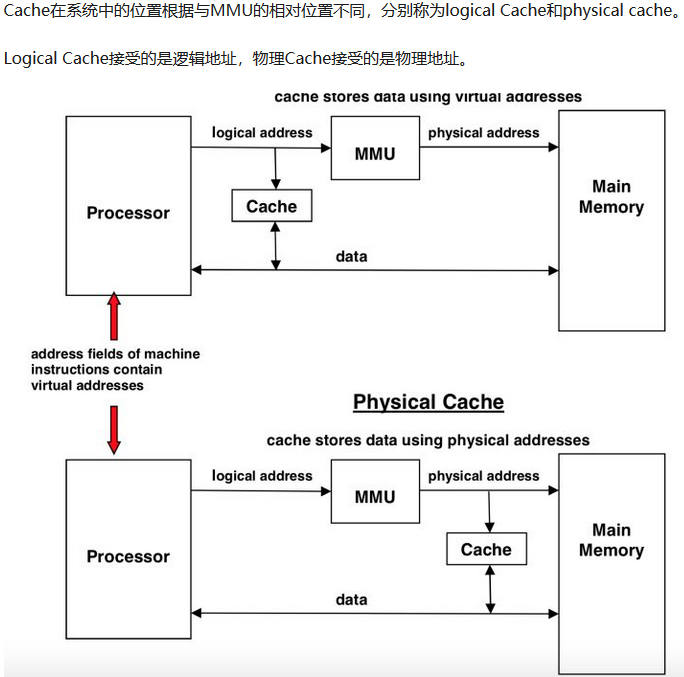 Cache在系统中的位置根据与MMU的相对位置不同，分别称为logical Cache和physical cache。
Logical Cache接受的是逻辑地址，物理Cache接受的是物理地址。
cache stores data using virtual addresses
logical address
physical address
MMU
Main
Memory
Processor
Cache
data
address fields of machine
instructions contain
virtual addresses
Physical Cache
cache stores data using physical addresses
logical address
physical address
MMU
Main
Memory
Processor
Cache
data